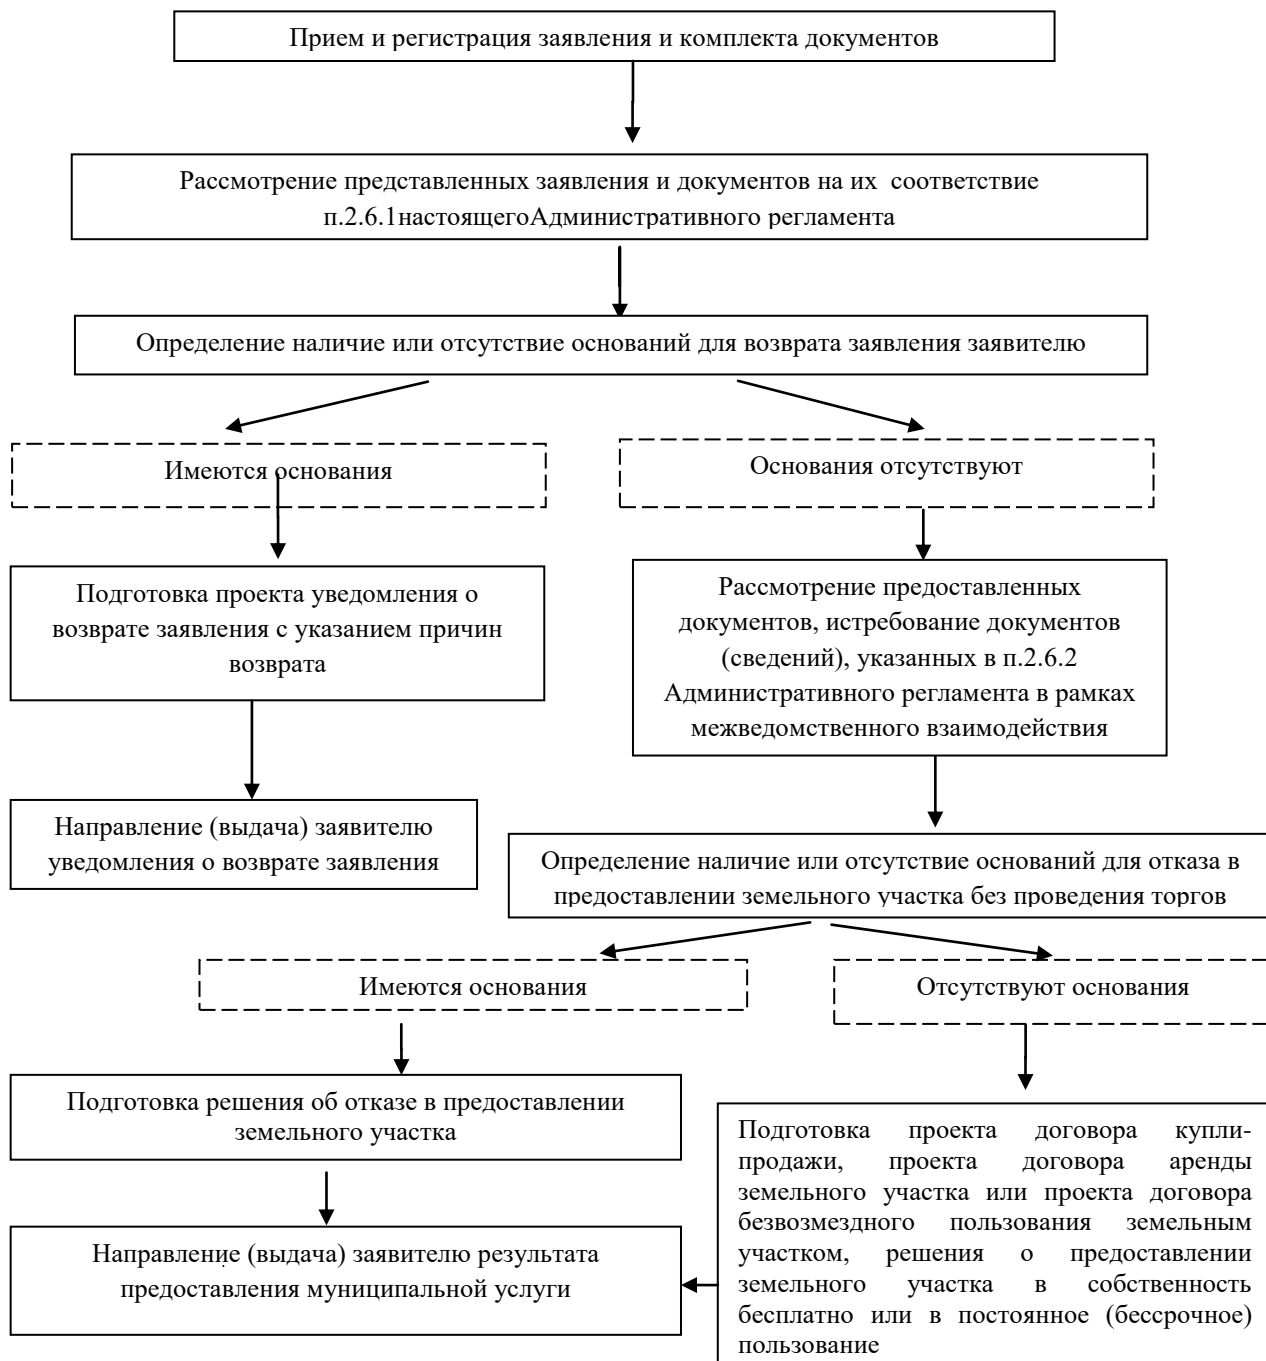 Прием и регистрация заявления и комплекта документов
Рассмотрение представленных заявления и документов на их соответствие
п.2.6.1настоящегоАдминистративного регламента
Определение наличие или отсутствие оснований для возврата заявления заявителю
Имеются основания
Основания отсутствуют
Подготовка проекта уведомления о
возврате заявления с указанием причин
возврата
Рассмотрение предоставленных
документов, истребование документов
(сведений), указанных в п.2.6.2
Административного регламента в рамках
межведомственного взаимодействия
Направление (выдача) заявителю
уведомления о возврате заявления
Определение наличие или отсутствие оснований для отказа в
предоставлении земельного участка без проведения торгов
Имеются основания
Отсутствуют основания
Подготовка решения об отказе в предоставлении
земельного участка
Подготовка проекта договора купли-
продажи, проекта договора аренды
земельного участка или проекта договора
безвозмездного пользования земельным
участком, решения о предоставлении
земельного участка в собственность
бесплатно или в постоянное (бессрочное)
пользование
Направление (выдача) заявителю результата
предоставления муниципальной услуги